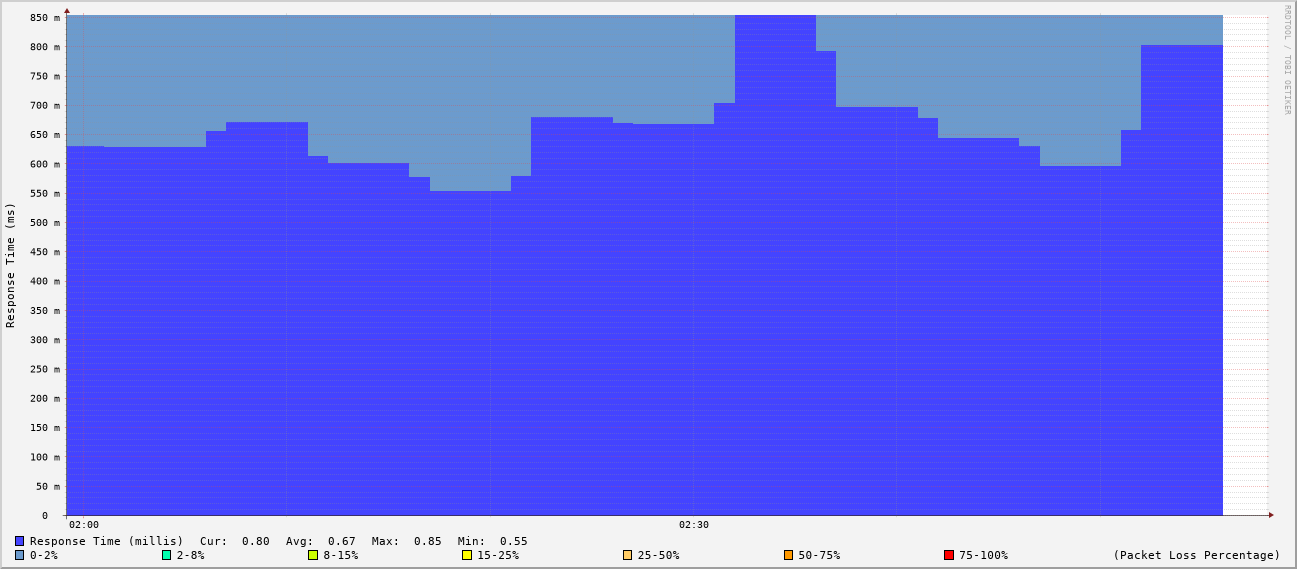 RRDTOOL / TOBI OETIKER
Response Time (ms)
850 m
800 m
750 m
700 m
650 m
600 m
550 m
500 m
450 m
400 m
350 m
300 m
250 m
200 m
150 m
100 m
50 m
0
02:00 02:30
Response Time (millis) Cur: 0.80 Avg: 0.67 Max: 0.85 Min: 0.55
0-2% 2-8% 8-15% 15-25% 25-50% 50-75% 75-100% (Packet Loss Percentage)